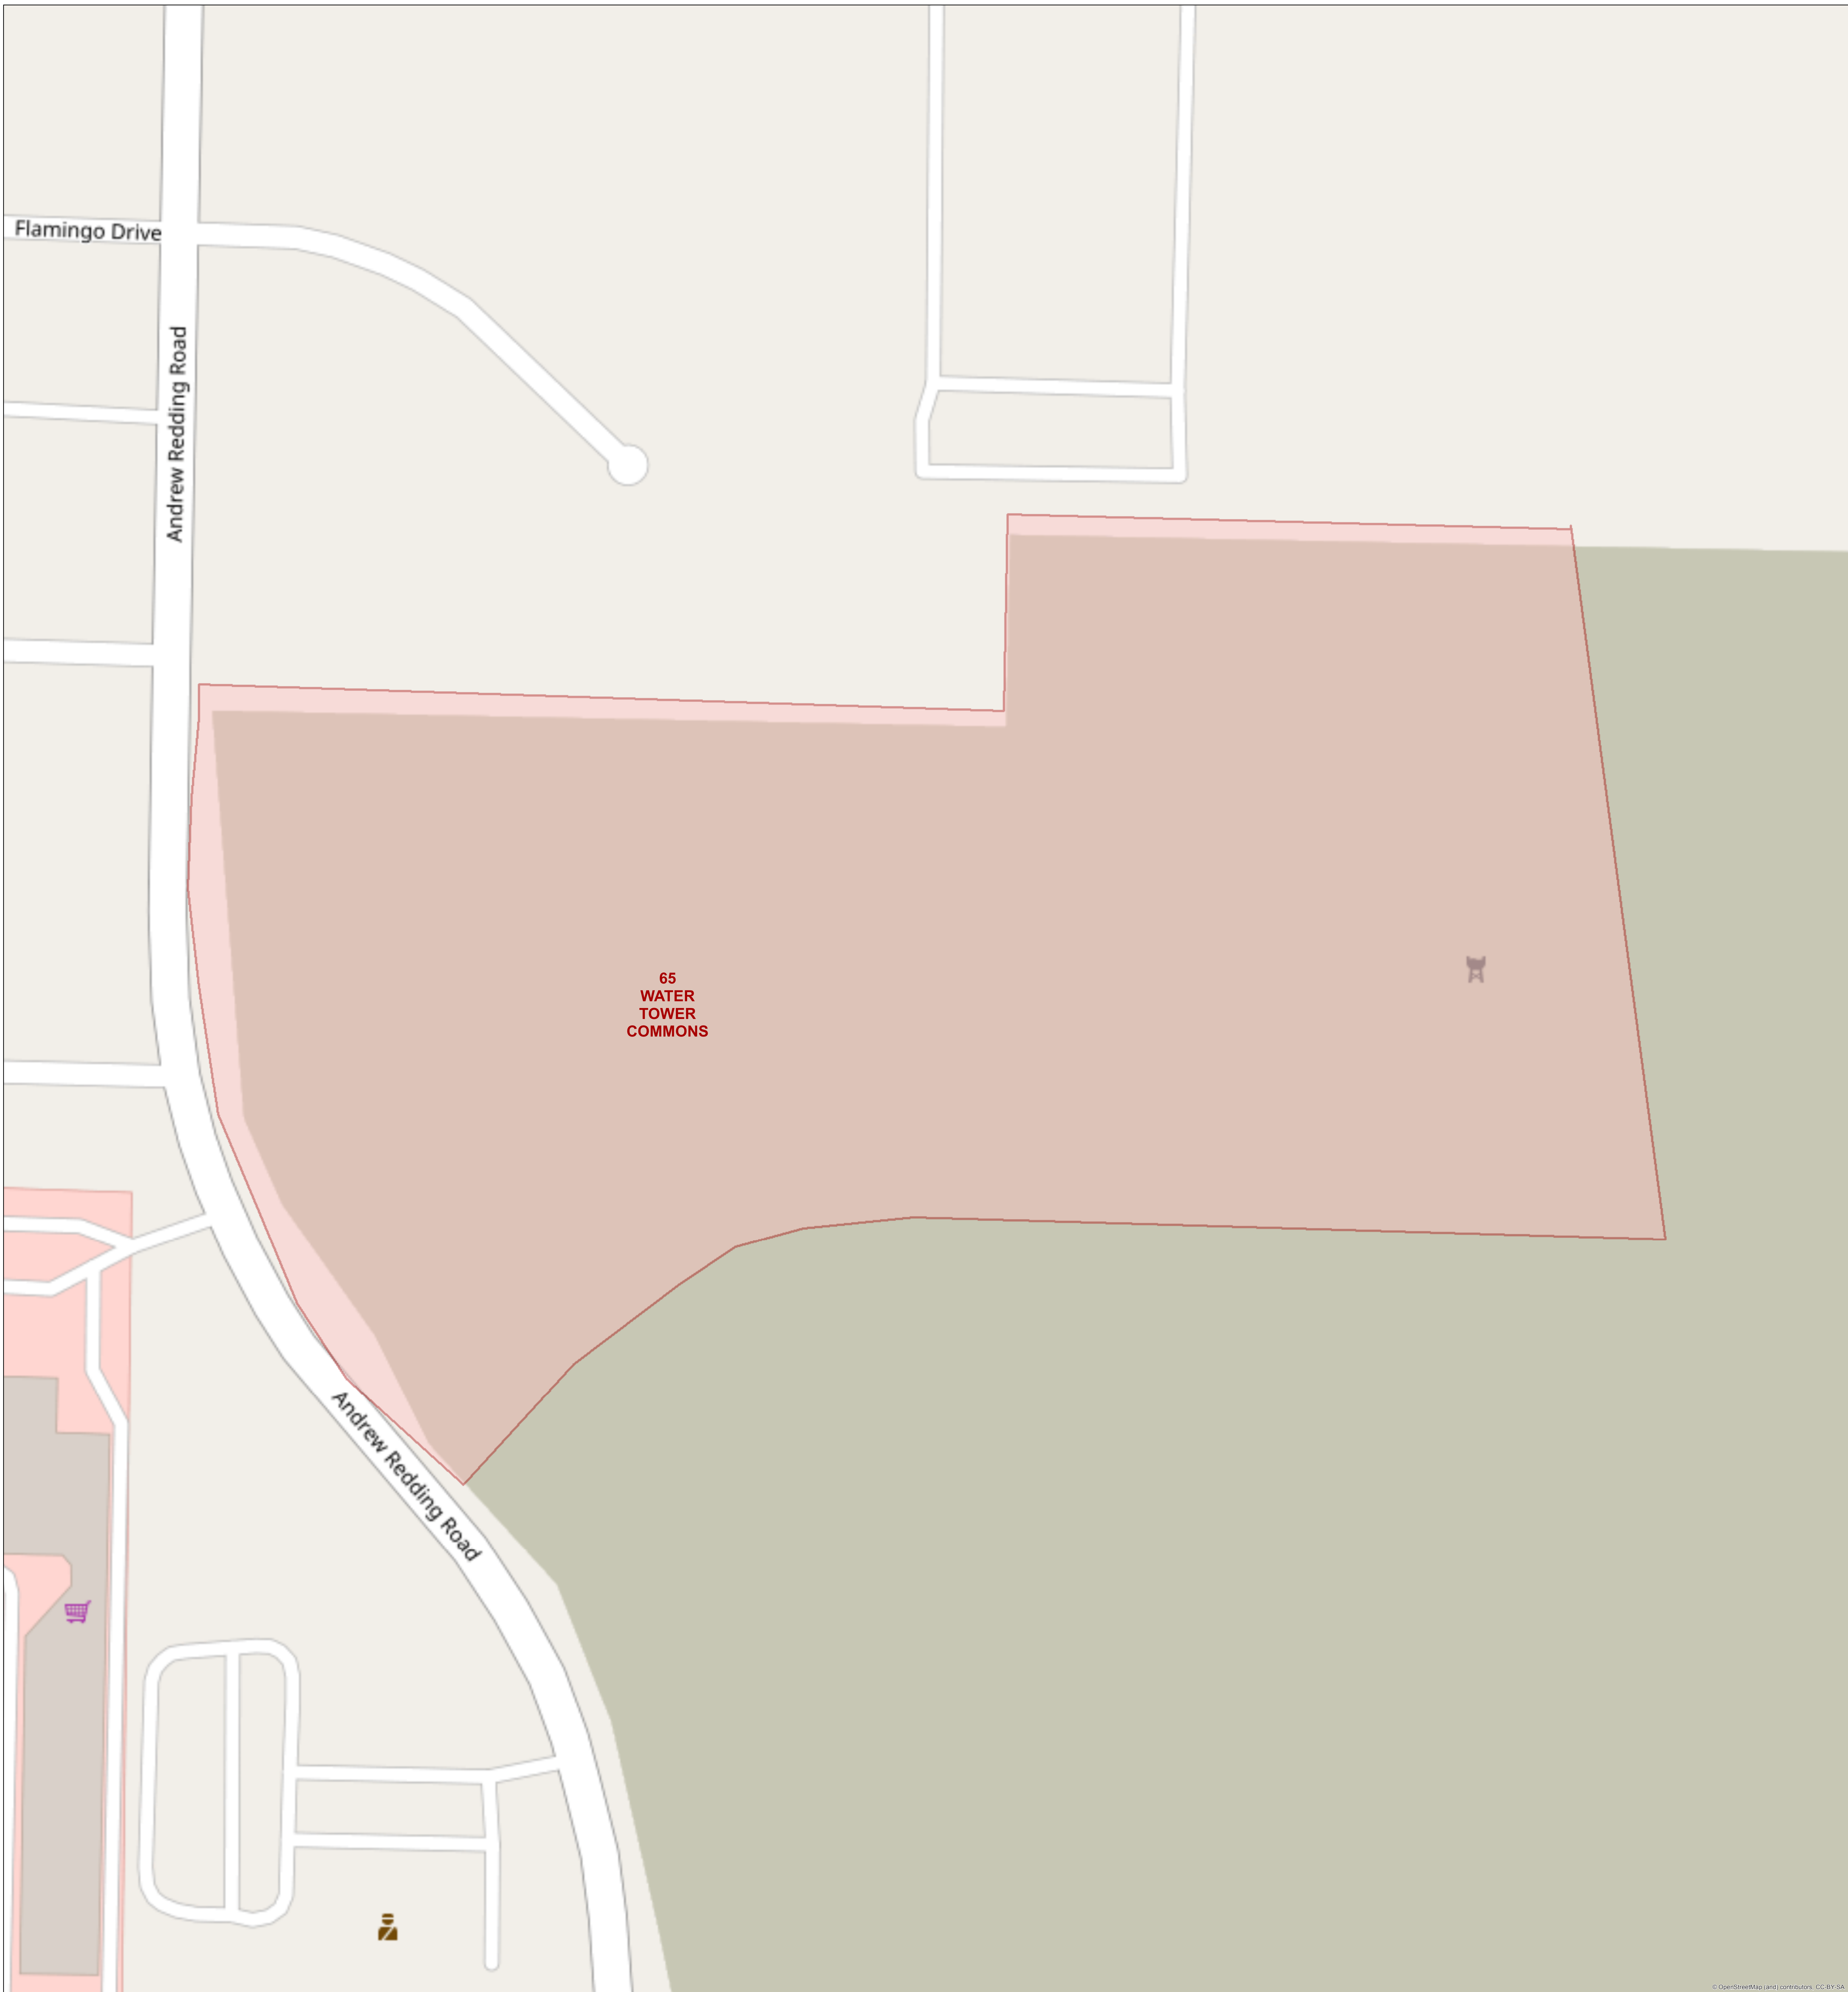 Flamingo Drive
Andrew Redding Road
65
WATER
TOWER
COMMONS
Andrew Redding Road
© OpenStreetMap (and) contributors, CC-BY-SA